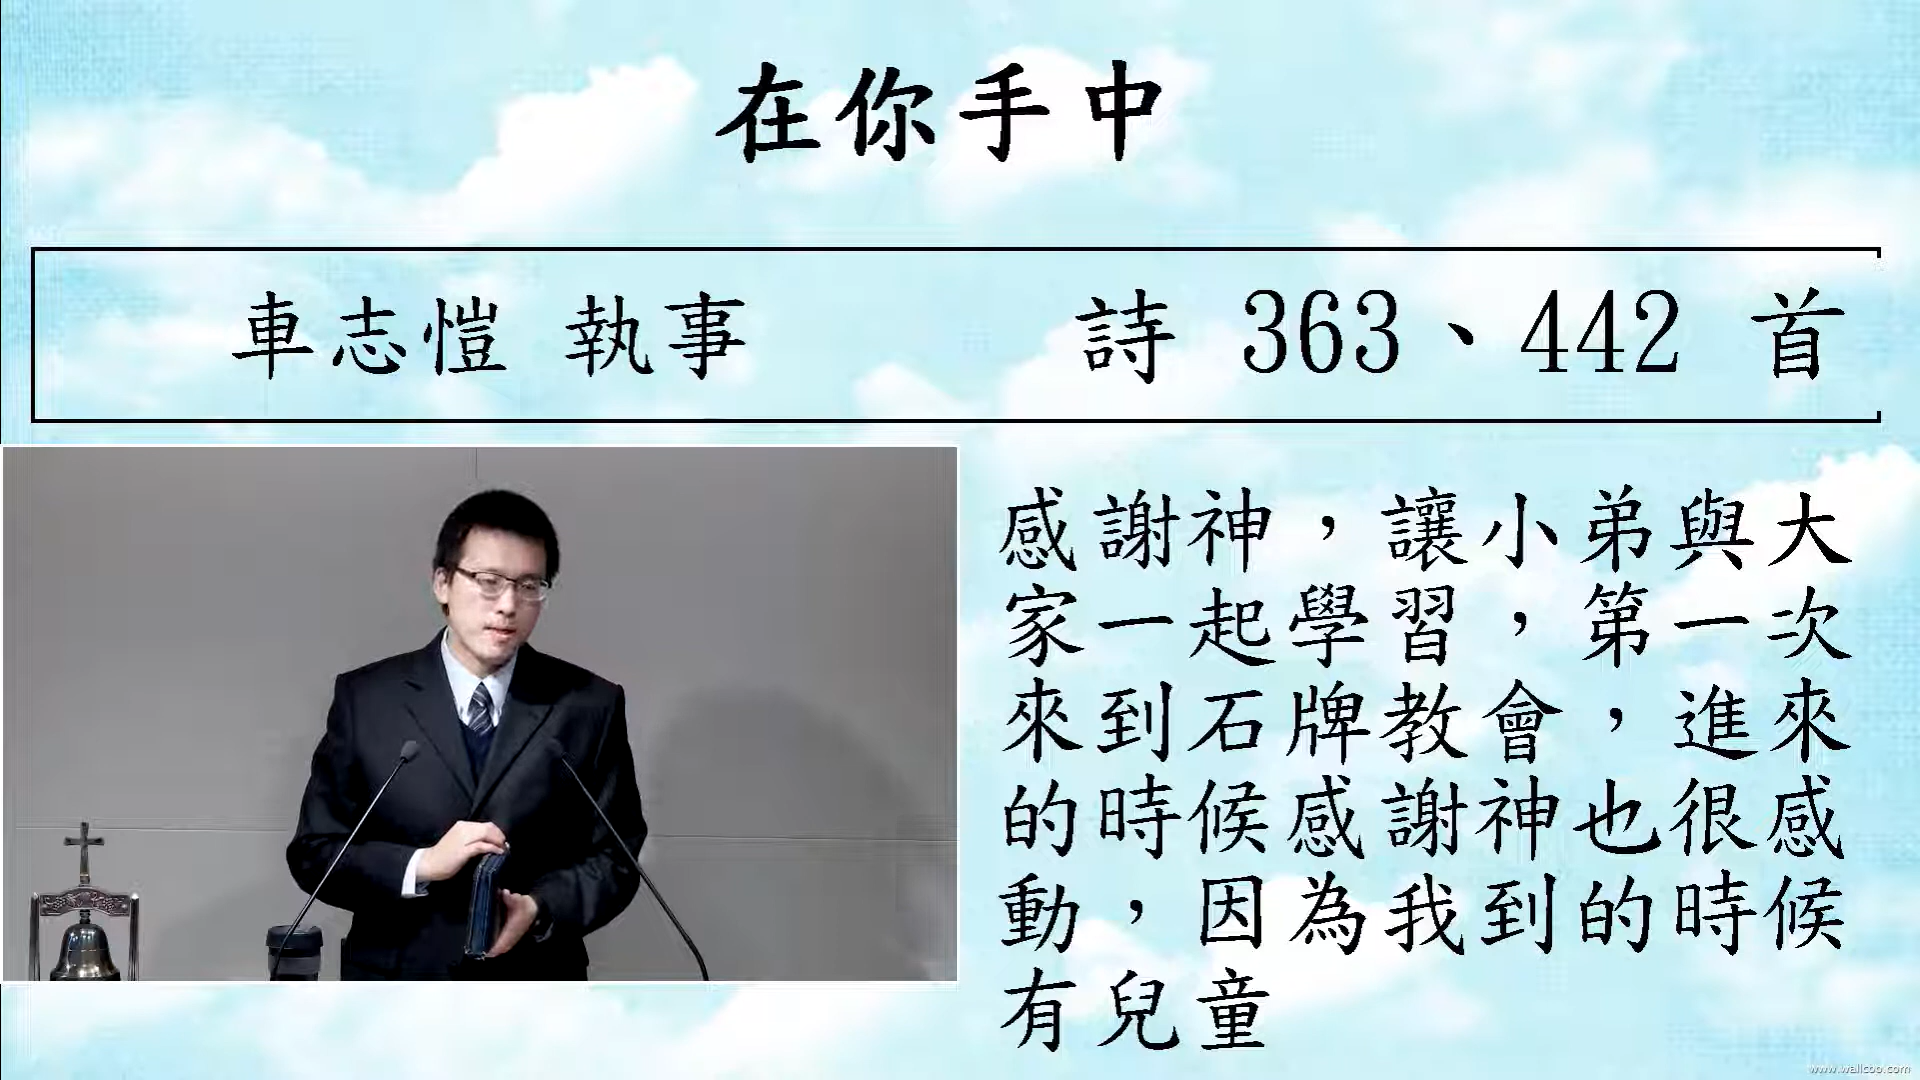 在你手中
車志愷 執事 詩 363、442 首
感謝神，讓小弟與大
家一起學習，第一次
來到石牌教會，進來
的時候感謝神也很感
動，因為我到的時候
有兒童
www.wallcoo.com